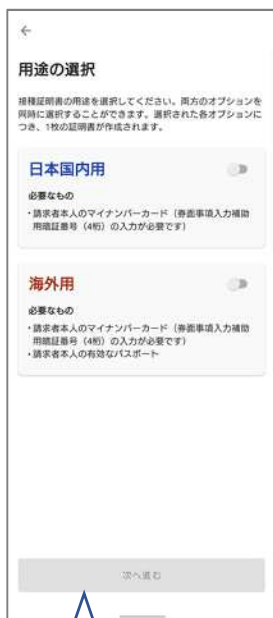 用途の選択
接種証明書の用途を選択してください。両方のオプションを
同時に選択することができます。選択された各オプションに
つき、1枚の証明書が作成されます。
日本国内用
必要なもの
・請求者本人のマイナンバーカード（券面事項入力補助
用暗証番号（4桁）の入力が必要です）
海外用
必要なもの
・請求者本人のマイナンバーカード（券面事項入力補助
用暗証番号（4桁）の入力が必要です）
・請求者本人の有効なパスポート
次へ進む